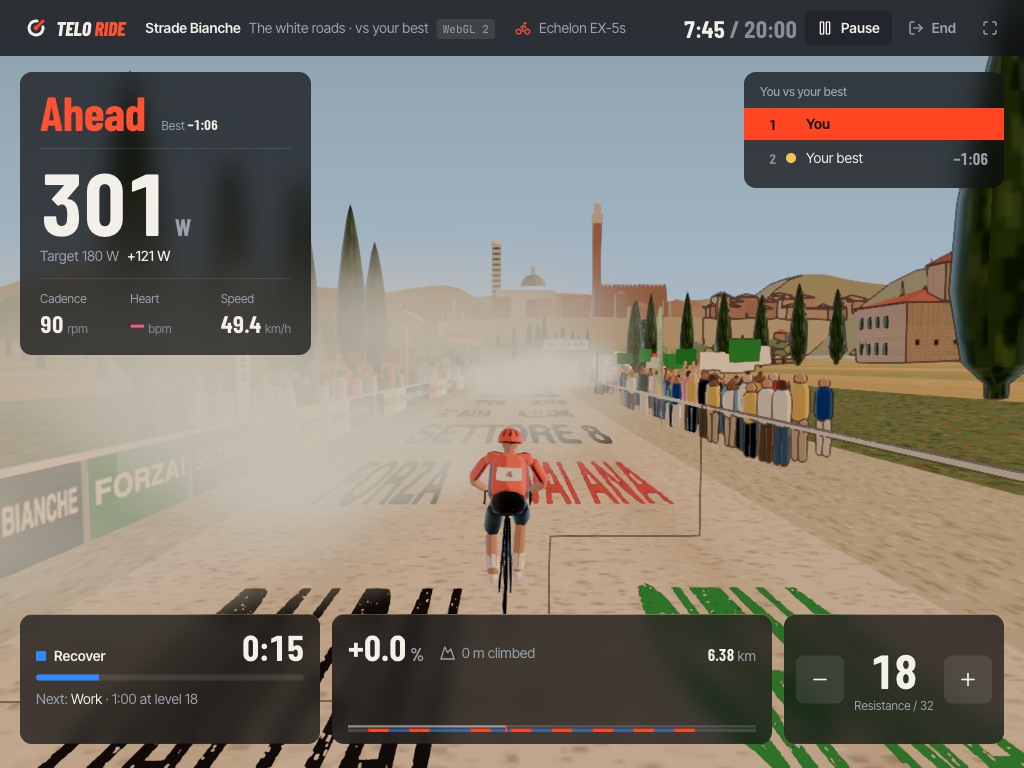 TELO RIDE
Strade Bianche The white roads · vs your best WebGL 2 Echelon EX-5s 7:45 / 20:00 Pause End
Ahead Best −1:06
301 W
Target 180 W +121 W
Cadence Heart Speed
90 rpm – bpm 49.4 km/h
You vs your best
1 You
2 Your best −1:06
SETTORE 8
FORZA VAI ANA
BIANCHE FORZA!
4
Recover 0:15
Next: Work · 1:00 at level 18
+0.0 % 0 m climbed 6.38 km
− 18 +
Resistance / 32